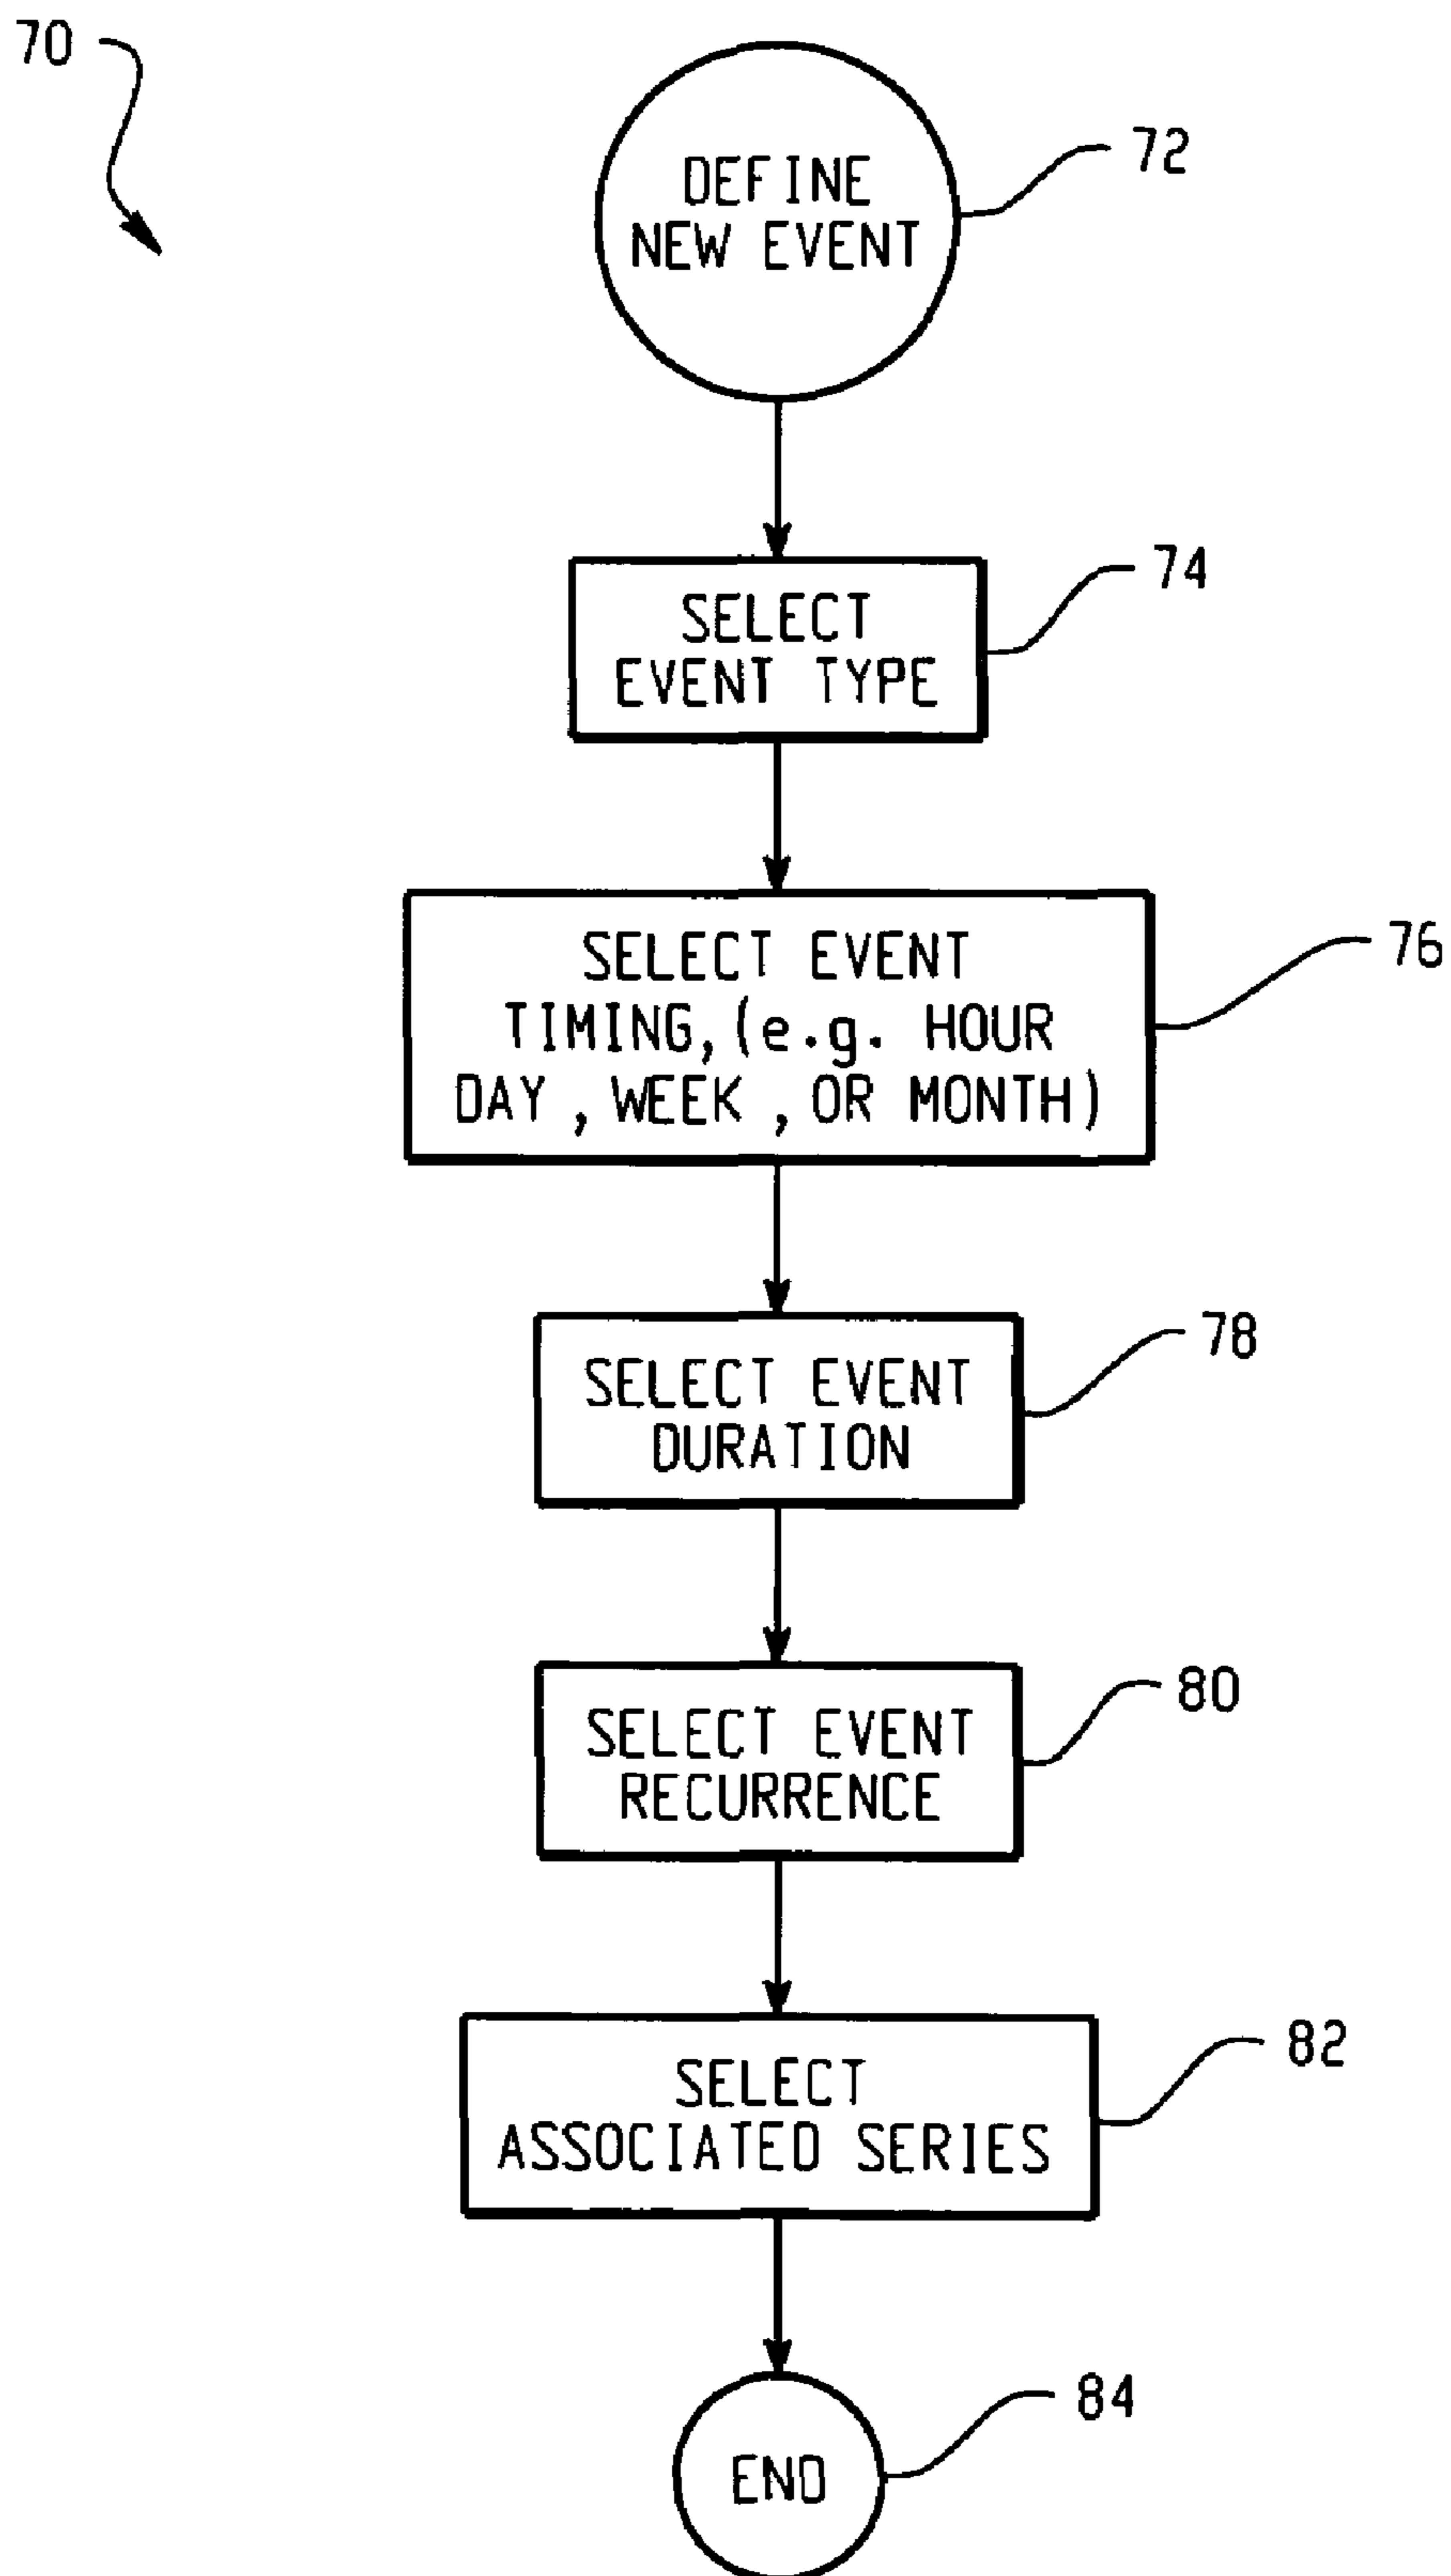 70
DEFINE
NEW EVENT
72
SELECT
EVENT TYPE
74
SELECT EVENT
TIMING,(e.g. HOUR
DAY , WEEK , OR MONTH)
76
SELECT EVENT
DURATION
78
SELECT EVENT
RECURRENCE
80
SELECT
ASSOCIATED SERIES
82
END
84